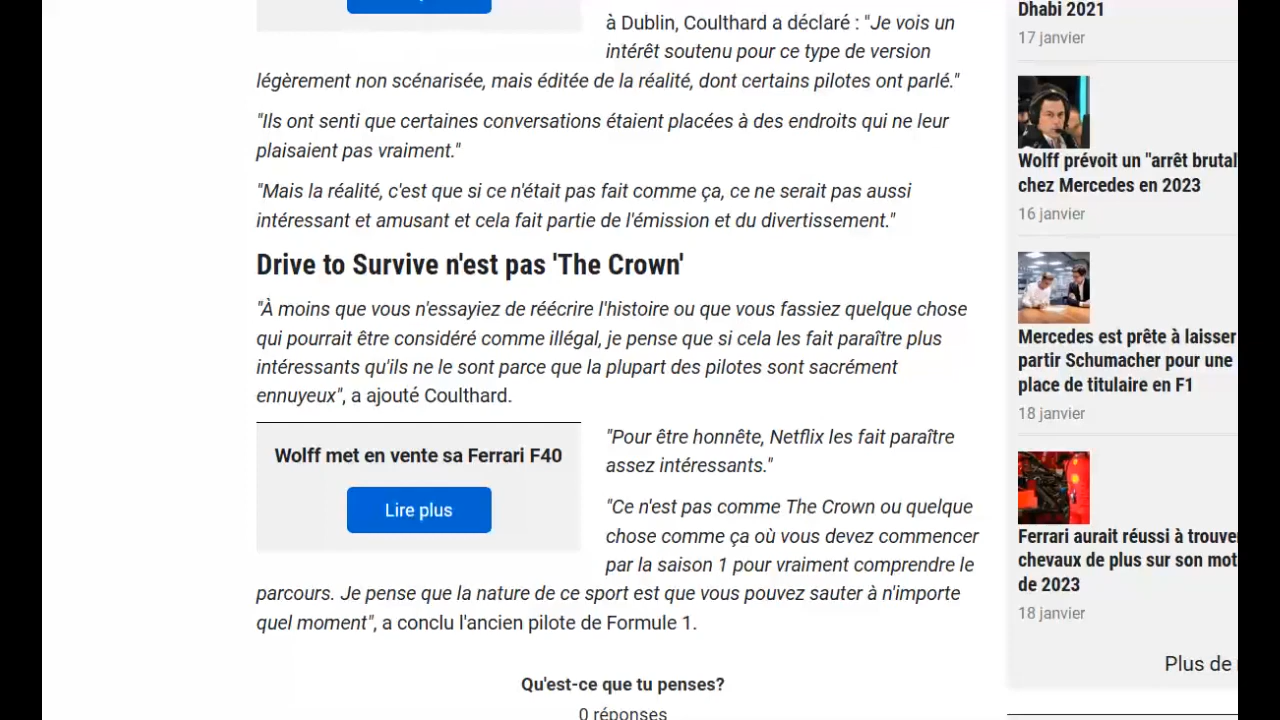 à Dublin, Coulthard a déclaré : "Je vois un
intérêt soutenu pour ce type de version
légèrement non scénarisée, mais éditée de la réalité, dont certains pilotes ont parlé."
"Ils ont senti que certaines conversations étaient placées à des endroits qui ne leur
plaisaient pas vraiment."
"Mais la réalité, c'est que si ce n'était pas fait comme ça, ce ne serait pas aussi
intéressant et amusant et cela fait partie de l'émission et du divertissement."
Drive to Survive n'est pas 'The Crown'
"À moins que vous n'essayiez de réécrire l'histoire ou que vous fassiez quelque chose
qui pourrait être considéré comme illégal, je pense que si cela les fait paraître plus
intéressants qu'ils ne le sont parce que la plupart des pilotes sont sacrément
ennuyeux", a ajouté Coulthard.
Wolff met en vente sa Ferrari F40
Lire plus
"Pour être honnête, Netflix les fait paraître
assez intéressants."
"Ce n'est pas comme The Crown ou quelque
chose comme ça où vous devez commencer
par la saison 1 pour vraiment comprendre le
parcours. Je pense que la nature de ce sport est que vous pouvez sauter à n'importe
quel moment", a conclu l'ancien pilote de Formule 1.
Qu'est-ce que tu penses?
0 réponses
Dhabi 2021
17 janvier
Wolff prévoit un "arrêt brutal
chez Mercedes en 2023
16 janvier
Mercedes est prête à laisser
partir Schumacher pour une
place de titulaire en F1
18 janvier
Ferrari aurait réussi à trouve
chevaux de plus sur son mot
de 2023
18 janvier
Plus de